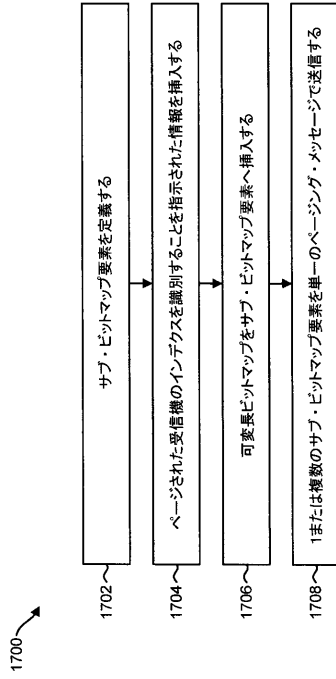 1700
1702
サブ・ビットマップ要素を定義する
1704
ページされた受信機のインデクスを識別することを指示された情報を挿入する
1706
可変長ビットマップをサブ・ビットマップ要素へ挿入する
1708
1または複数のサブ・ビットマップ要素を単一のページング・メッセージで送信する